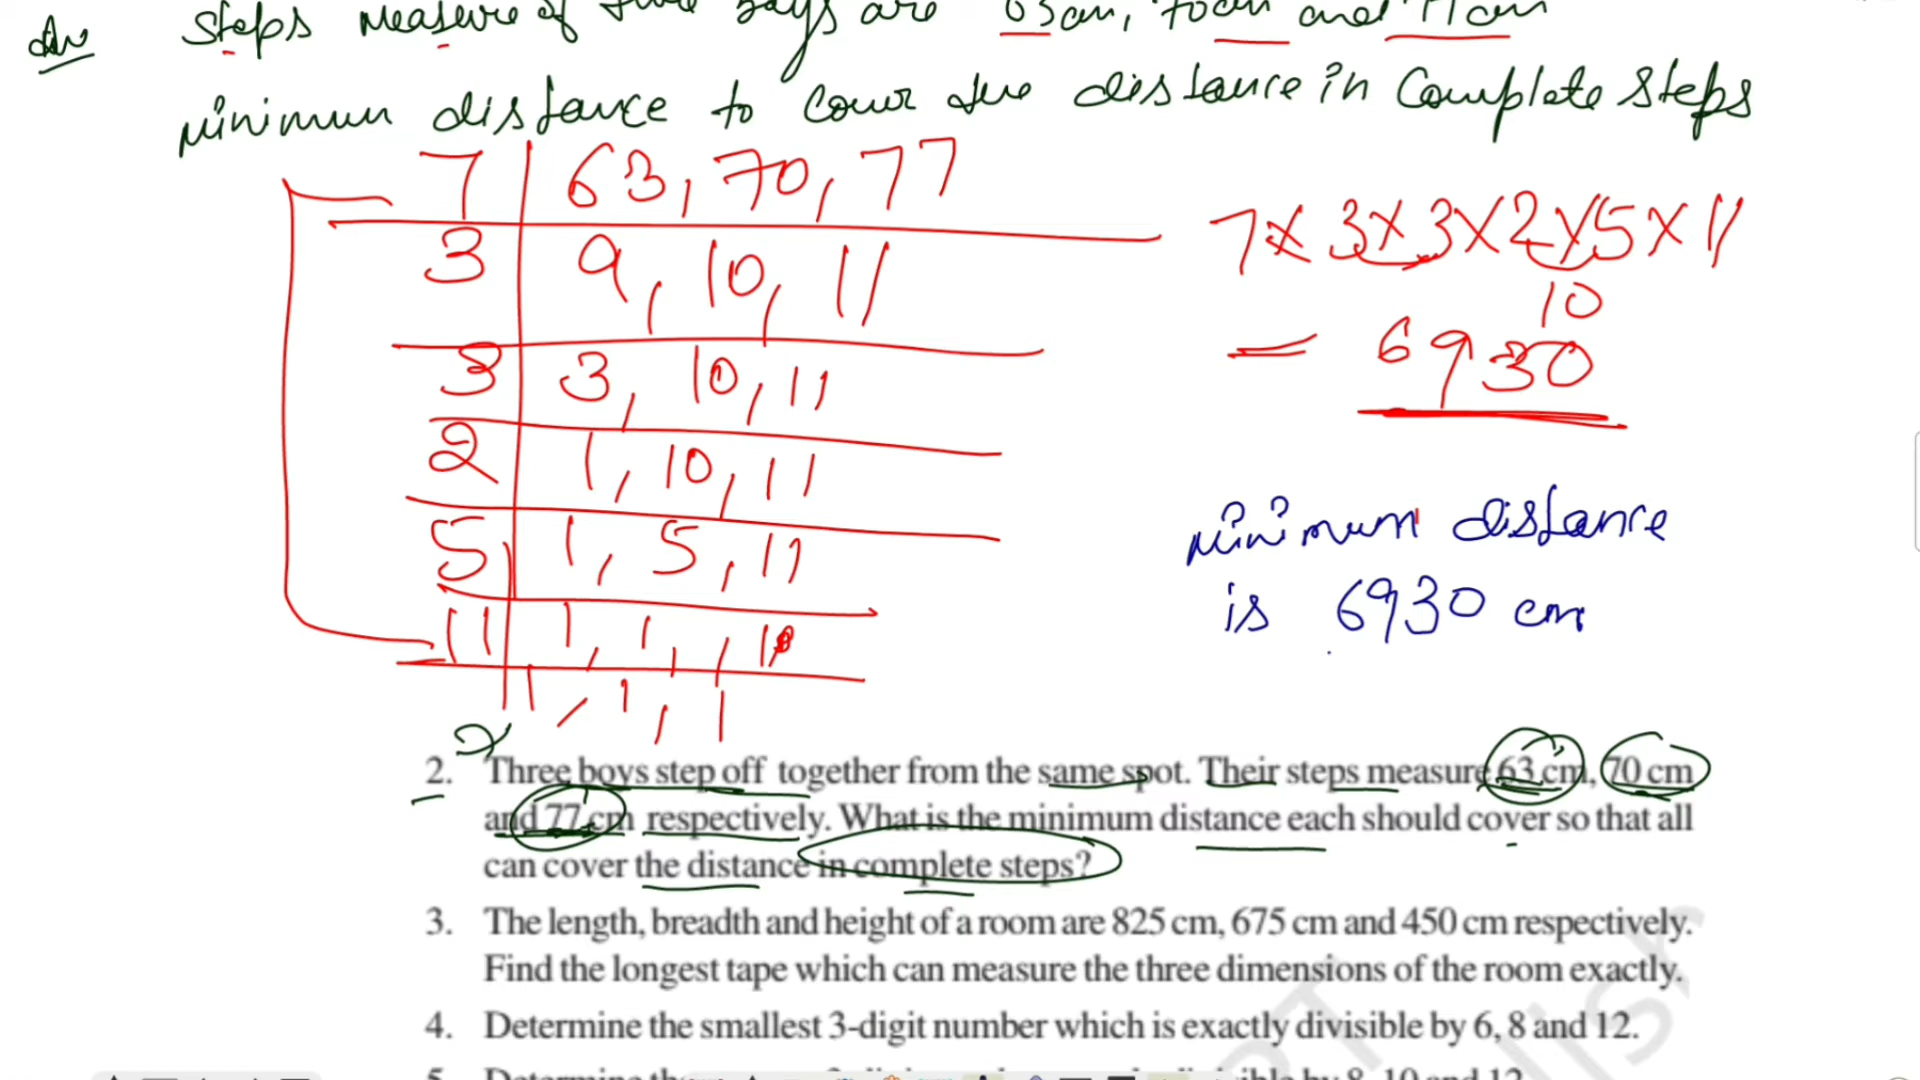 Ans Steps measure of three boys are 63cm, 70cm and 77cm
minimum distance to cover the distance in Complete steps
7 | 63, 70, 77
3 | 9, 10, 11
3 | 3, 10, 11
2 | 1, 10, 11
5 | 1, 5, 11
11 | 1, 1, 11
1, 1, 1
7 x 3 x 3 x 2 x 5 x 11
10
= 6930
minimum distance
is 6930 cm
2. Three boys step off together from the same spot. Their steps measure 63 cm, 70 cm
and 77 cm respectively. What is the minimum distance each should cover so that all
can cover the distance in complete steps?
3. The length, breadth and height of a room are 825 cm, 675 cm and 450 cm respectively.
Find the longest tape which can measure the three dimensions of the room exactly.
4. Determine the smallest 3-digit number which is exactly divisible by 6, 8 and 12.